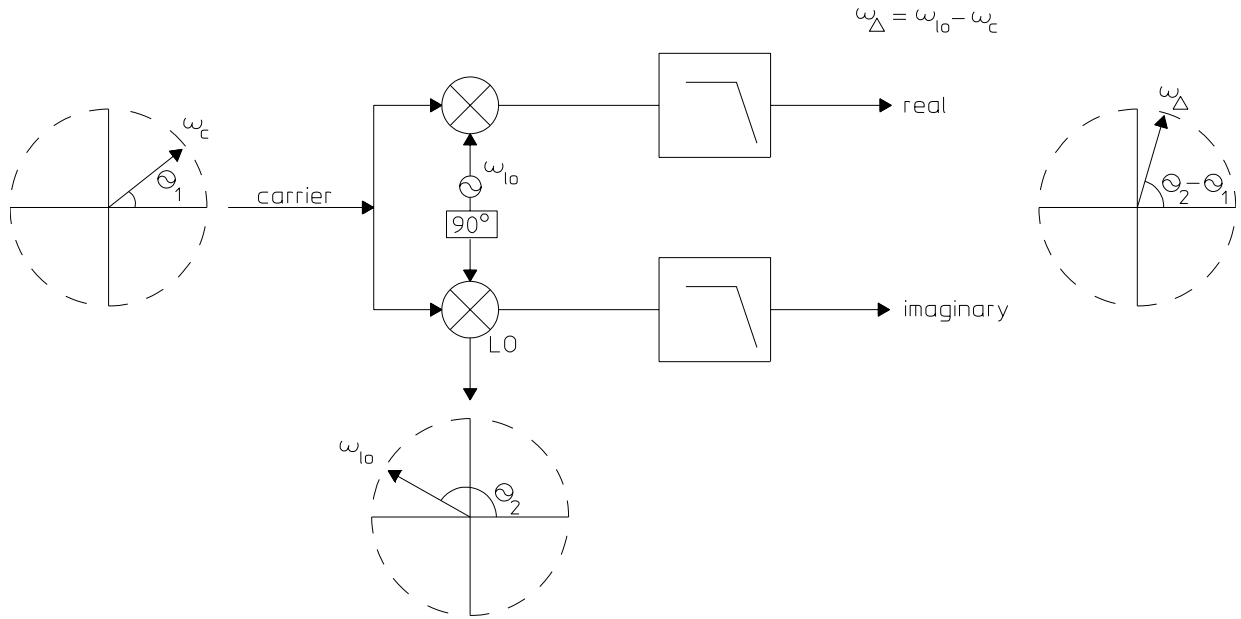 ω_Δ = ω_lo − ω_c
real
ω_c
Θ_1
carrier
ω_lo
90°
ω_Δ
Θ_2−Θ_1
imaginary
LO
ω_lo
Θ_2